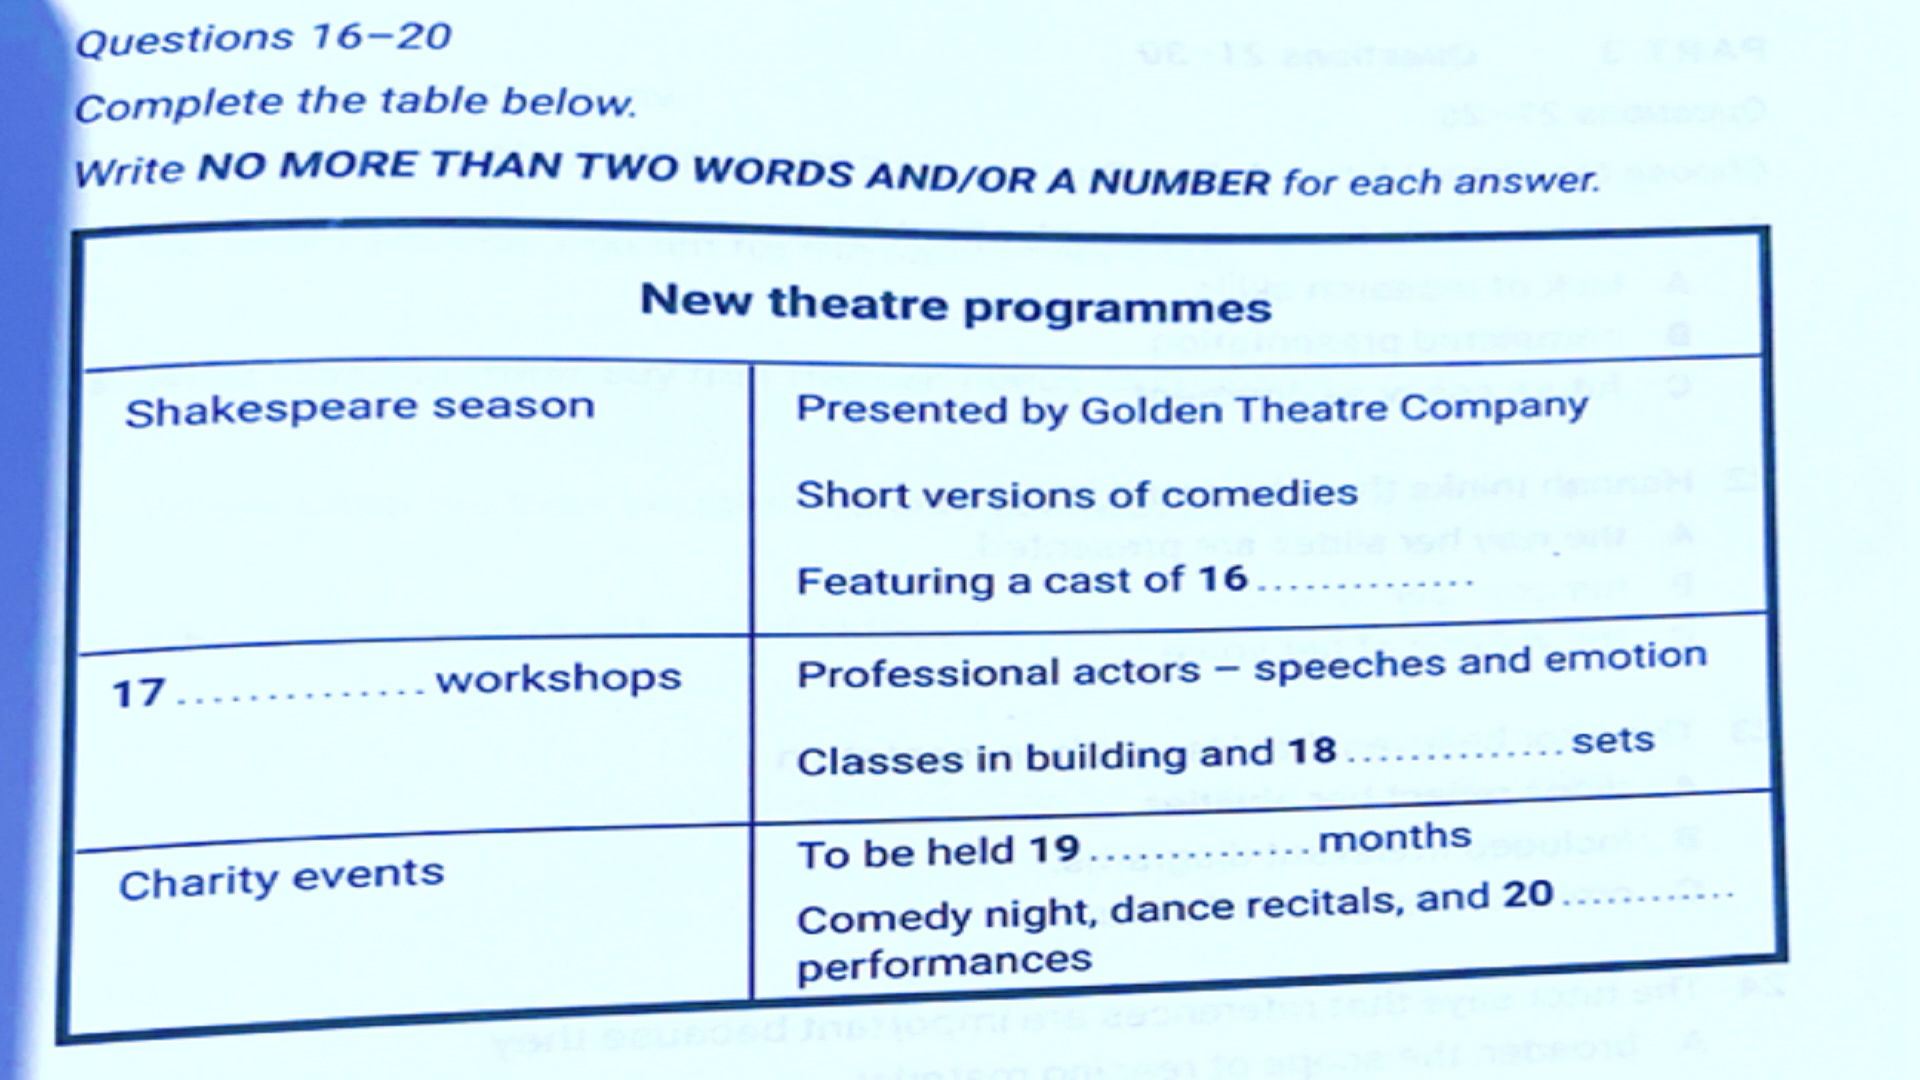 Questions 16–20
Complete the table below.
Write NO MORE THAN TWO WORDS AND/OR A NUMBER for each answer.
New theatre programmes
Shakespeare season
Presented by Golden Theatre Company
Short versions of comedies
Featuring a cast of 16 ..............
17 .............. workshops
Professional actors – speeches and emotion
Classes in building and 18 .............. sets
Charity events
To be held 19 .............. months
Comedy night, dance recitals, and 20 ...........
performances